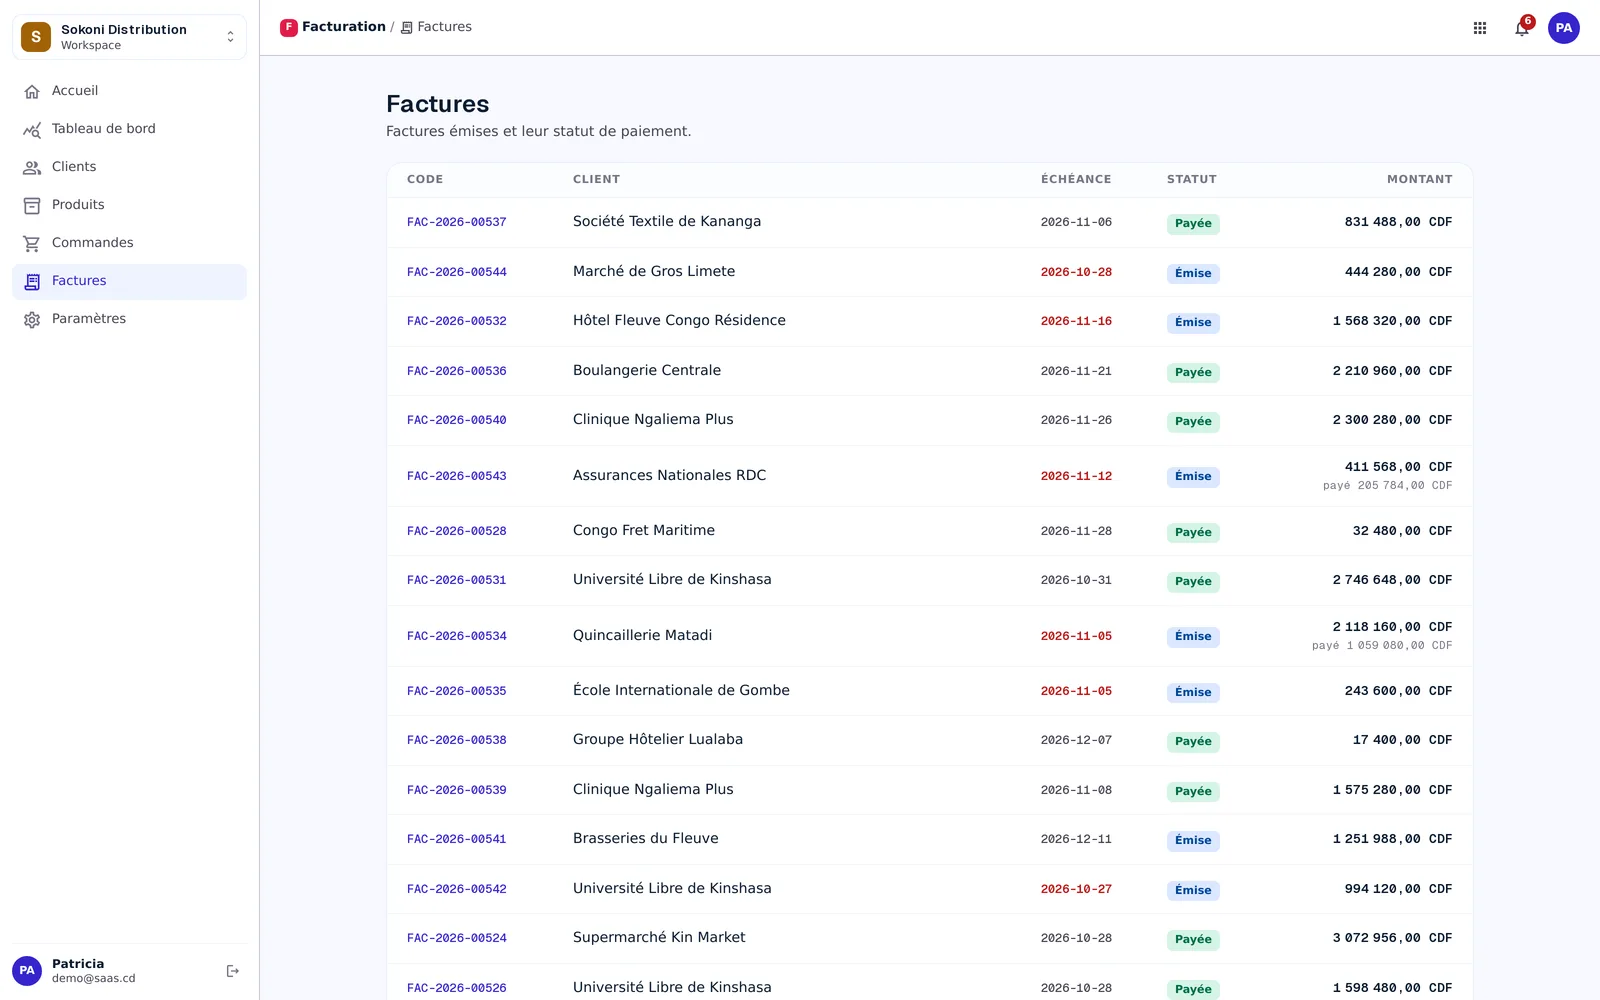 S
Sokoni Distribution
Workspace
Accueil
Tableau de bord
Clients
Produits
Commandes
Factures
Paramètres
PA
Patricia
demo@saas.cd
F Facturation / Factures
6
PA
Factures
Factures émises et leur statut de paiement.
CODE CLIENT ÉCHÉANCE STATUT MONTANT
FAC-2026-00537 Société Textile de Kananga 2026-11-06 Payée 831 488,00 CDF
FAC-2026-00544 Marché de Gros Limete 2026-10-28 Émise 444 280,00 CDF
FAC-2026-00532 Hôtel Fleuve Congo Résidence 2026-11-16 Émise 1 568 320,00 CDF
FAC-2026-00536 Boulangerie Centrale 2026-11-21 Payée 2 210 960,00 CDF
FAC-2026-00540 Clinique Ngaliema Plus 2026-11-26 Payée 2 300 280,00 CDF
FAC-2026-00543 Assurances Nationales RDC 2026-11-12 Émise 411 568,00 CDF
payé 205 784,00 CDF
FAC-2026-00528 Congo Fret Maritime 2026-11-28 Payée 32 480,00 CDF
FAC-2026-00531 Université Libre de Kinshasa 2026-10-31 Payée 2 746 648,00 CDF
FAC-2026-00534 Quincaillerie Matadi 2026-11-05 Émise 2 118 160,00 CDF
payé 1 059 080,00 CDF
FAC-2026-00535 École Internationale de Gombe 2026-11-05 Émise 243 600,00 CDF
FAC-2026-00538 Groupe Hôtelier Lualaba 2026-12-07 Payée 17 400,00 CDF
FAC-2026-00539 Clinique Ngaliema Plus 2026-11-08 Payée 1 575 280,00 CDF
FAC-2026-00541 Brasseries du Fleuve 2026-12-11 Émise 1 251 988,00 CDF
FAC-2026-00542 Université Libre de Kinshasa 2026-10-27 Émise 994 120,00 CDF
FAC-2026-00524 Supermarché Kin Market 2026-10-28 Payée 3 072 956,00 CDF
FAC-2026-00526 Université Libre de Kinshasa 2026-10-28 Payée 1 598 480,00 CDF